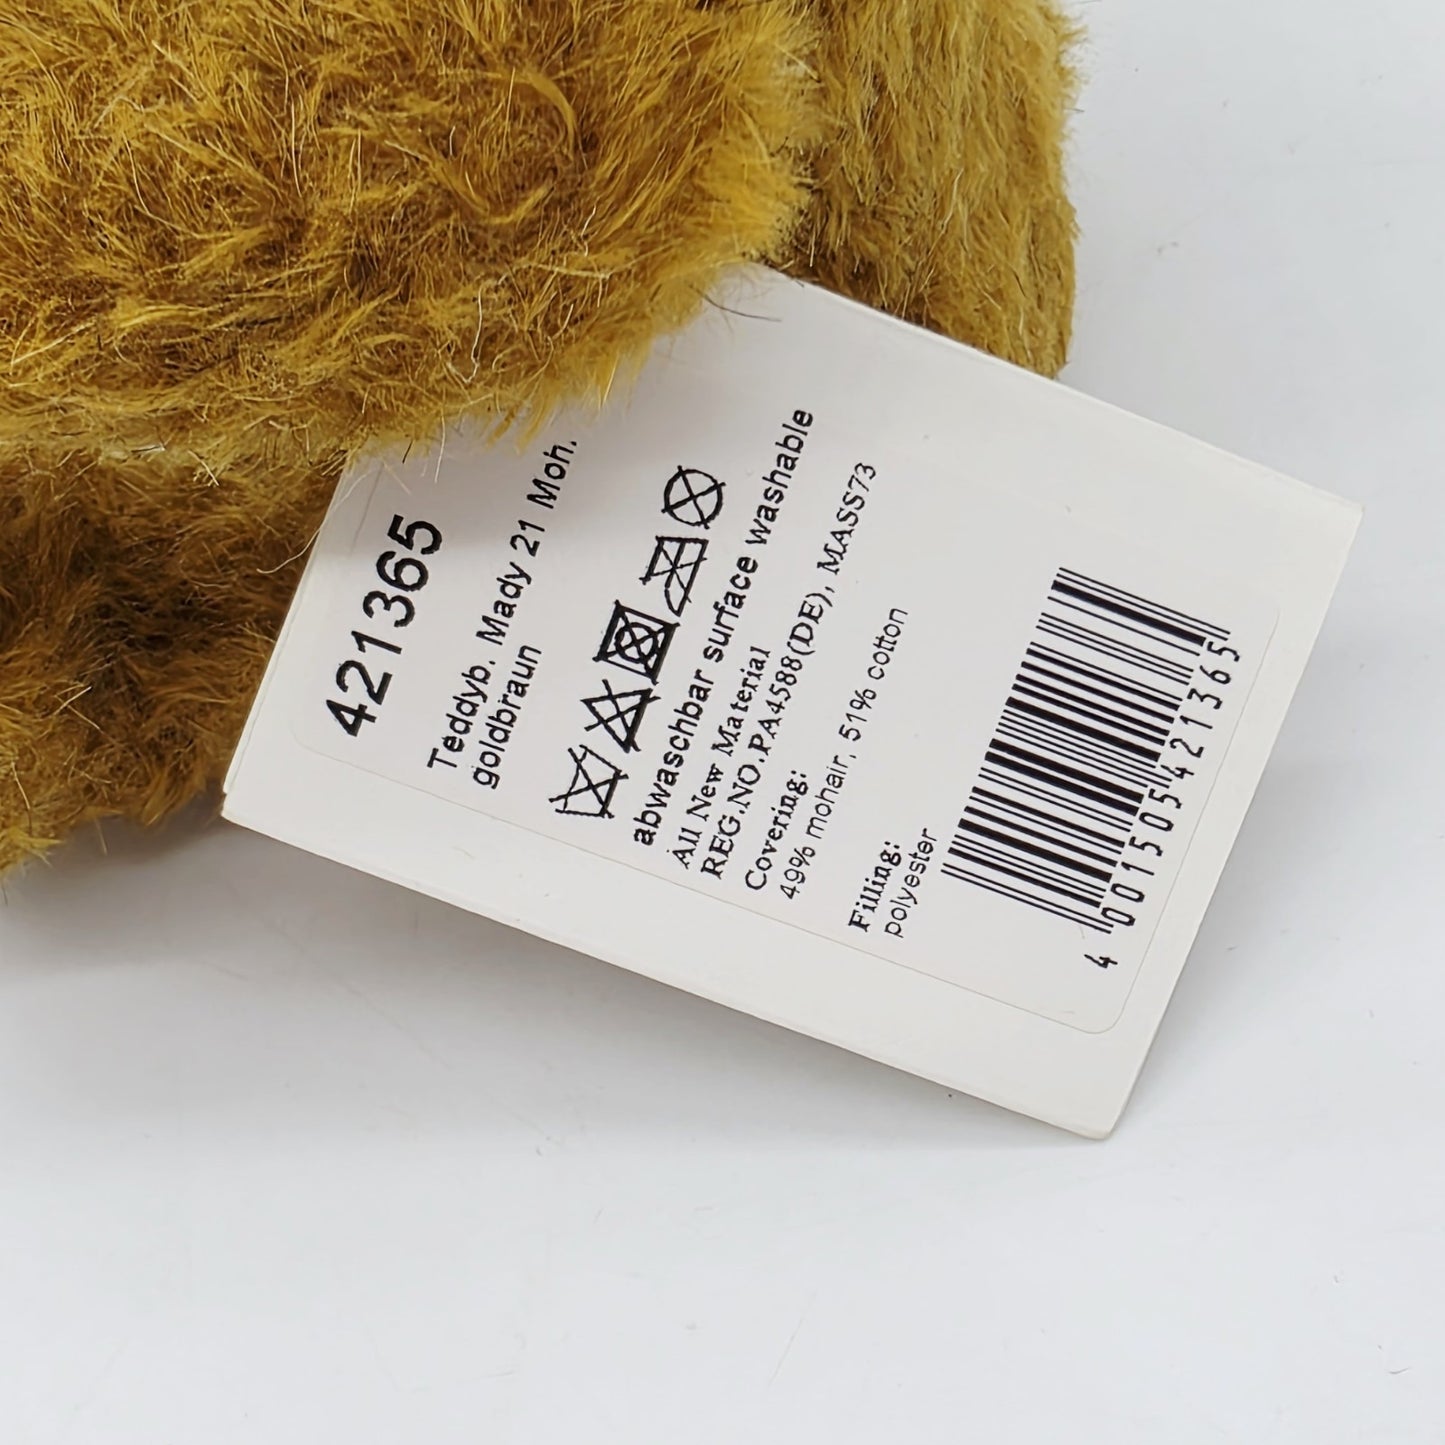 421365
Teddyb. Mady 21 Moh.
goldbraun
abwaschbar surface washable
All New Material
REG.NO.PA4588(DE), MASS73
Covering:
49% mohair, 51% cotton
Filling:
polyester
4 001505 421365